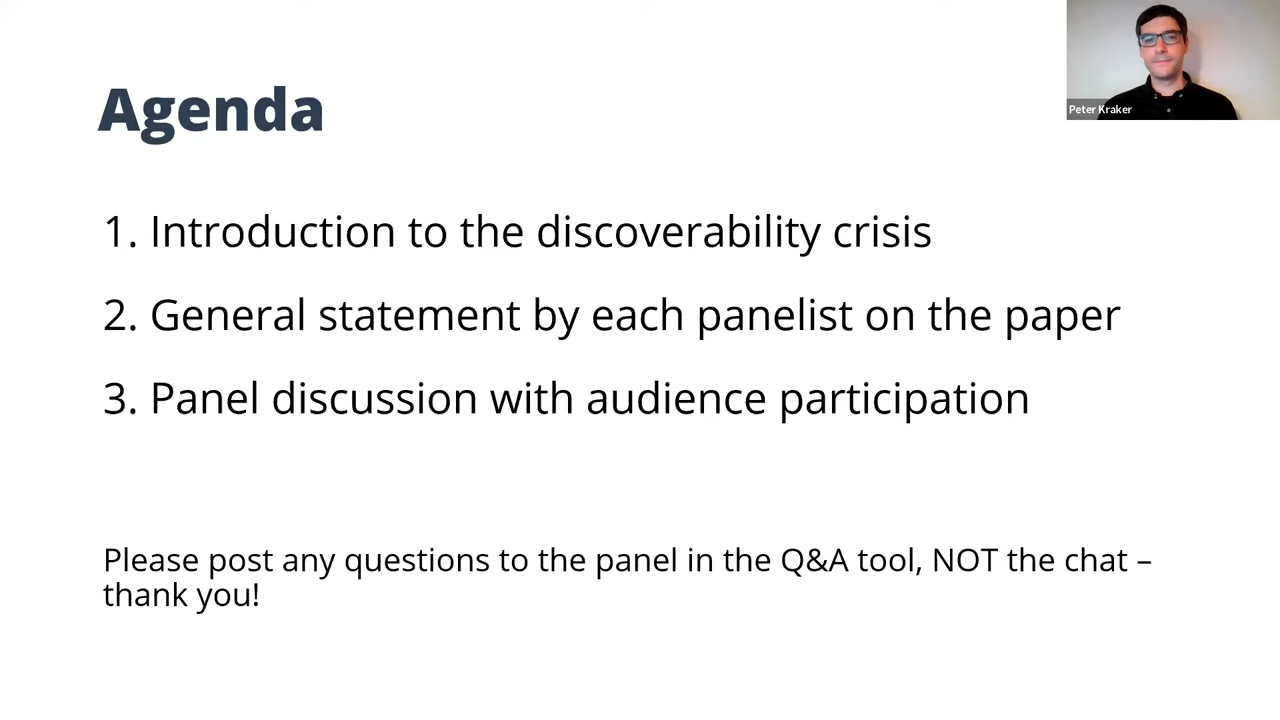 Agenda
Peter Kraker
1. Introduction to the discoverability crisis
2. General statement by each panelist on the paper
3. Panel discussion with audience participation
Please post any questions to the panel in the Q&A tool, NOT the chat –
thank you!